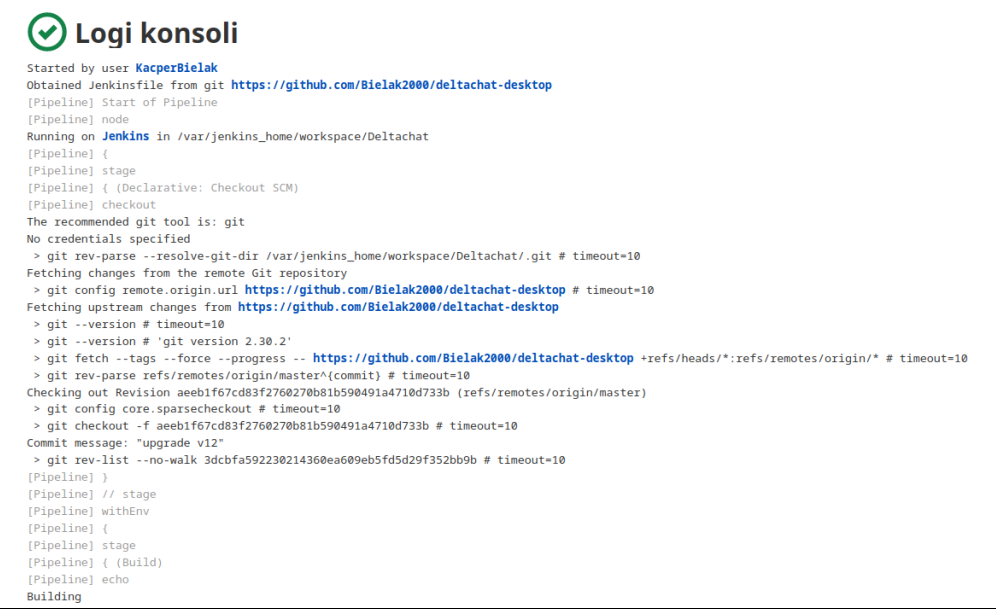 Logi konsoli
Started by user KacperBielak
Obtained Jenkinsfile from git https://github.com/Bielak2000/deltachat-desktop
[Pipeline] Start of Pipeline
[Pipeline] node
Running on Jenkins in /var/jenkins_home/workspace/Deltachat
[Pipeline] {
[Pipeline] stage
[Pipeline] { (Declarative: Checkout SCM)
[Pipeline] checkout
The recommended git tool is: git
No credentials specified
 > git rev-parse --resolve-git-dir /var/jenkins_home/workspace/Deltachat/.git # timeout=10
Fetching changes from the remote Git repository
 > git config remote.origin.url https://github.com/Bielak2000/deltachat-desktop # timeout=10
Fetching upstream changes from https://github.com/Bielak2000/deltachat-desktop
 > git --version # timeout=10
 > git --version # 'git version 2.30.2'
 > git fetch --tags --force --progress -- https://github.com/Bielak2000/deltachat-desktop +refs/heads/*:refs/remotes/origin/* # timeout=10
 > git rev-parse refs/remotes/origin/master^{commit} # timeout=10
Checking out Revision aeeb1f67cd83f2760270b81b590491a4710d733b (refs/remotes/origin/master)
 > git config core.sparsecheckout # timeout=10
 > git checkout -f aeeb1f67cd83f2760270b81b590491a4710d733b # timeout=10
Commit message: "upgrade v12"
 > git rev-list --no-walk 3dcbfa592230214360ea609eb5fd5d29f352bb9b # timeout=10
[Pipeline] }
[Pipeline] // stage
[Pipeline] withEnv
[Pipeline] {
[Pipeline] stage
[Pipeline] { (Build)
[Pipeline] echo
Building